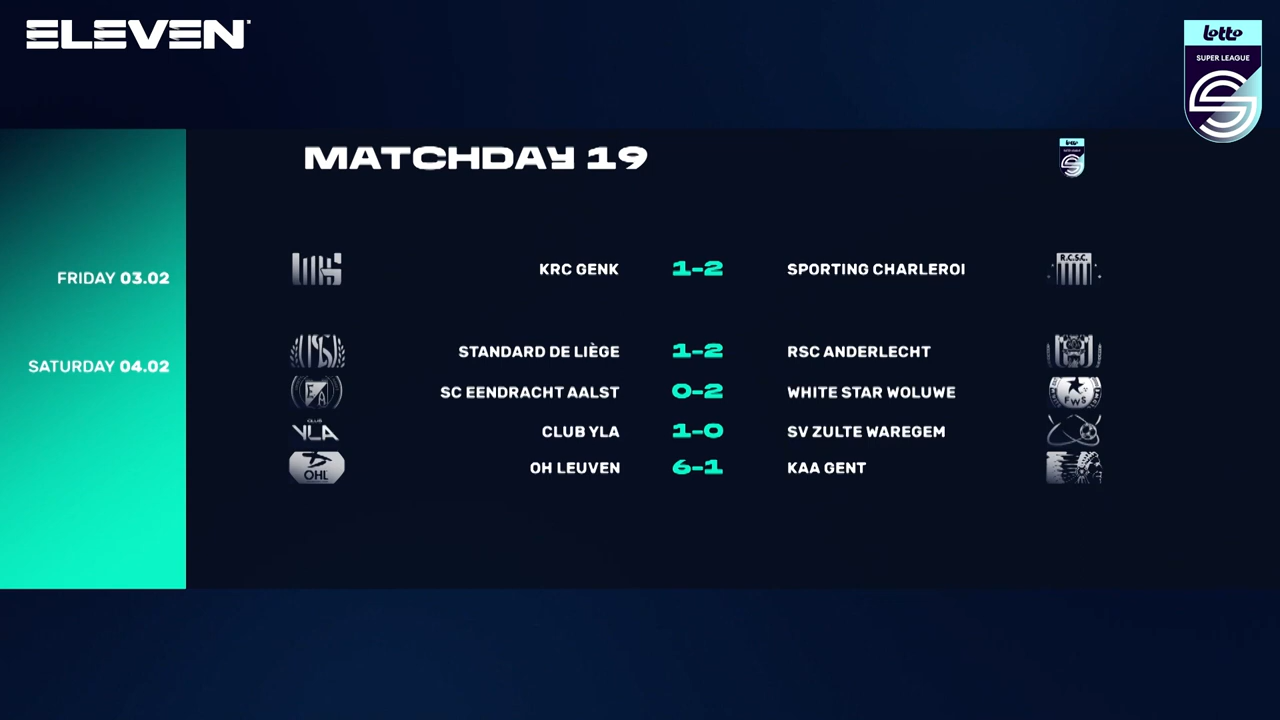 ELEVEN
Lotto
SUPER LEAGUE
MATCHDAY 19
FRIDAY 03.02
KRC GENK 1-2 SPORTING CHARLEROI
R.C.S.C.
SATURDAY 04.02
STANDARD DE LIÈGE 1-2 RSC ANDERLECHT
EA
SC EENDRACHT AALST 0-2 WHITE STAR WOLUWE
FWS
CLUB YLA
CLUB YLA 1-0 SV ZULTE WAREGEM
OHL
OH LEUVEN 6-1 KAA GENT